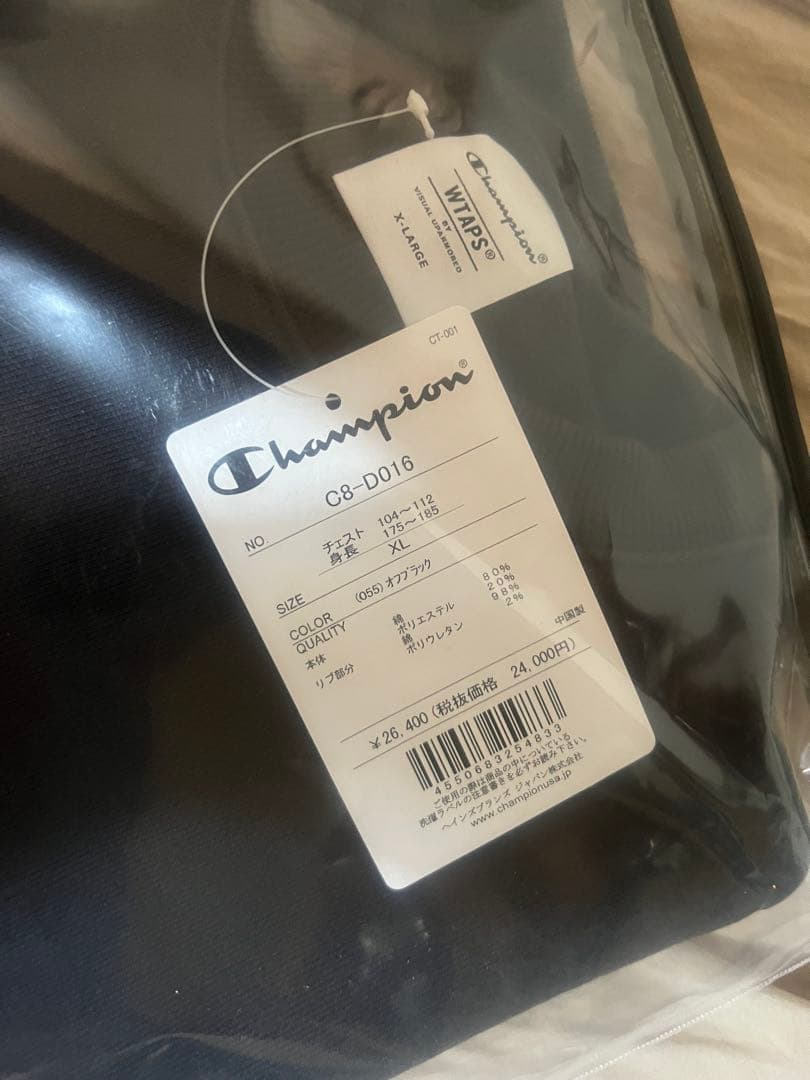 Champion®
WTAPS®
BY
VISUAL UPARMORED
X-LARGE
CT-001
Champion®
NO. C8-D016
チェスト 104～112
身長 175～185
SIZE XL
COLOR (055) オフブラック
QUALITY
本体 綿 80%
ポリエステル 20%
リブ部分 綿 98%
ポリウレタン 2%
中国製
¥26,400(税抜価格 24,000円)
4550683254833
ご使用の際は商品の中についている
洗濯ラベルの注意書きを必ずお読み下さい。
ヘインズブランズ ジャパン株式会社
www.championusa.jp